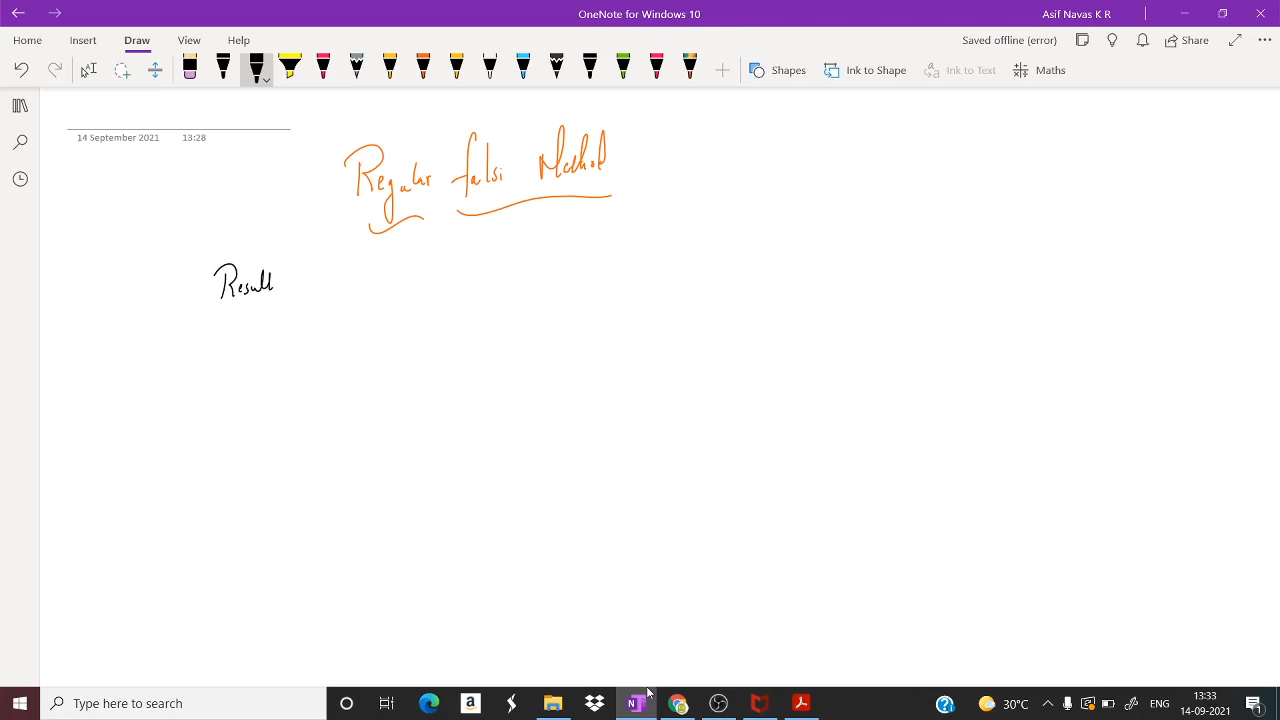 OneNote for Windows 10
Asif Navas K R
Home Insert Draw View Help
Saved offline (error)
Share
Shapes
Ink to Shape
Ink to Text
Maths
14 September 2021 13:28
Regular falsi Method
Result
Type here to search
30°C
ENG
13:33
14-09-2021